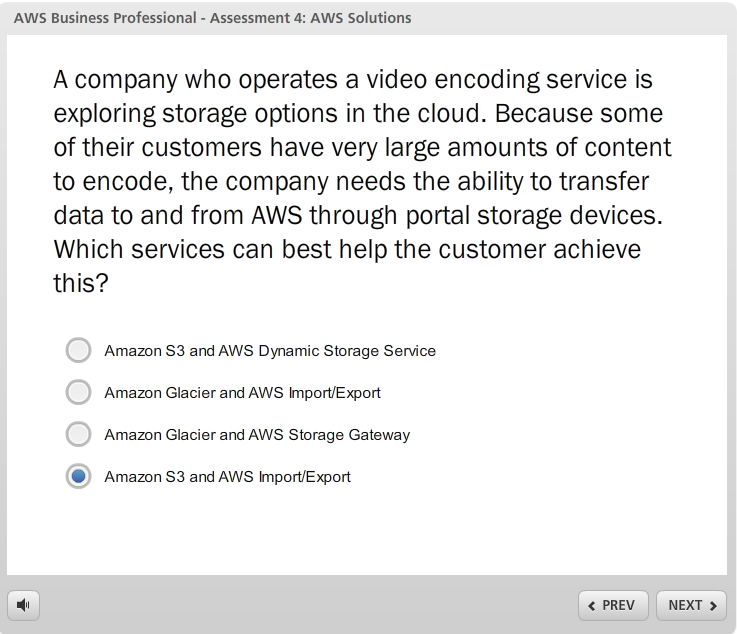 AWS Business Professional - Assessment 4: AWS Solutions
A company who operates a video encoding service is
exploring storage options in the cloud. Because some
of their customers have very large amounts of content
to encode, the company needs the ability to transfer
data to and from AWS through portal storage devices.
Which services can best help the customer achieve
this?
Amazon S3 and AWS Dynamic Storage Service
Amazon Glacier and AWS Import/Export
Amazon Glacier and AWS Storage Gateway
Amazon S3 and AWS Import/Export
PREV NEXT